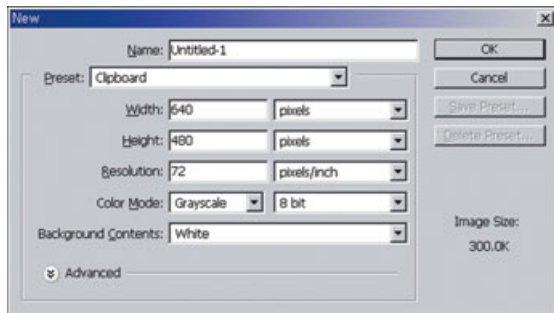 New
Name: Untitled-1
OK
Preset: Clipboard
Cancel
Width: 640 pixels
Save Preset...
Height: 480 pixels
Delete Preset...
Resolution: 72 pixels/inch
Color Mode: Grayscale 8 bit
Image Size:
Background Contents: White
300.0K
Advanced